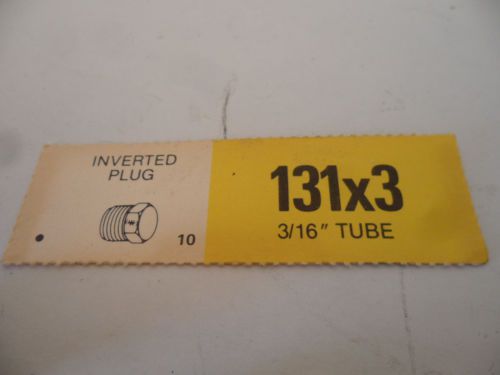 INVERTED
PLUG
10
131x3
3/16" TUBE